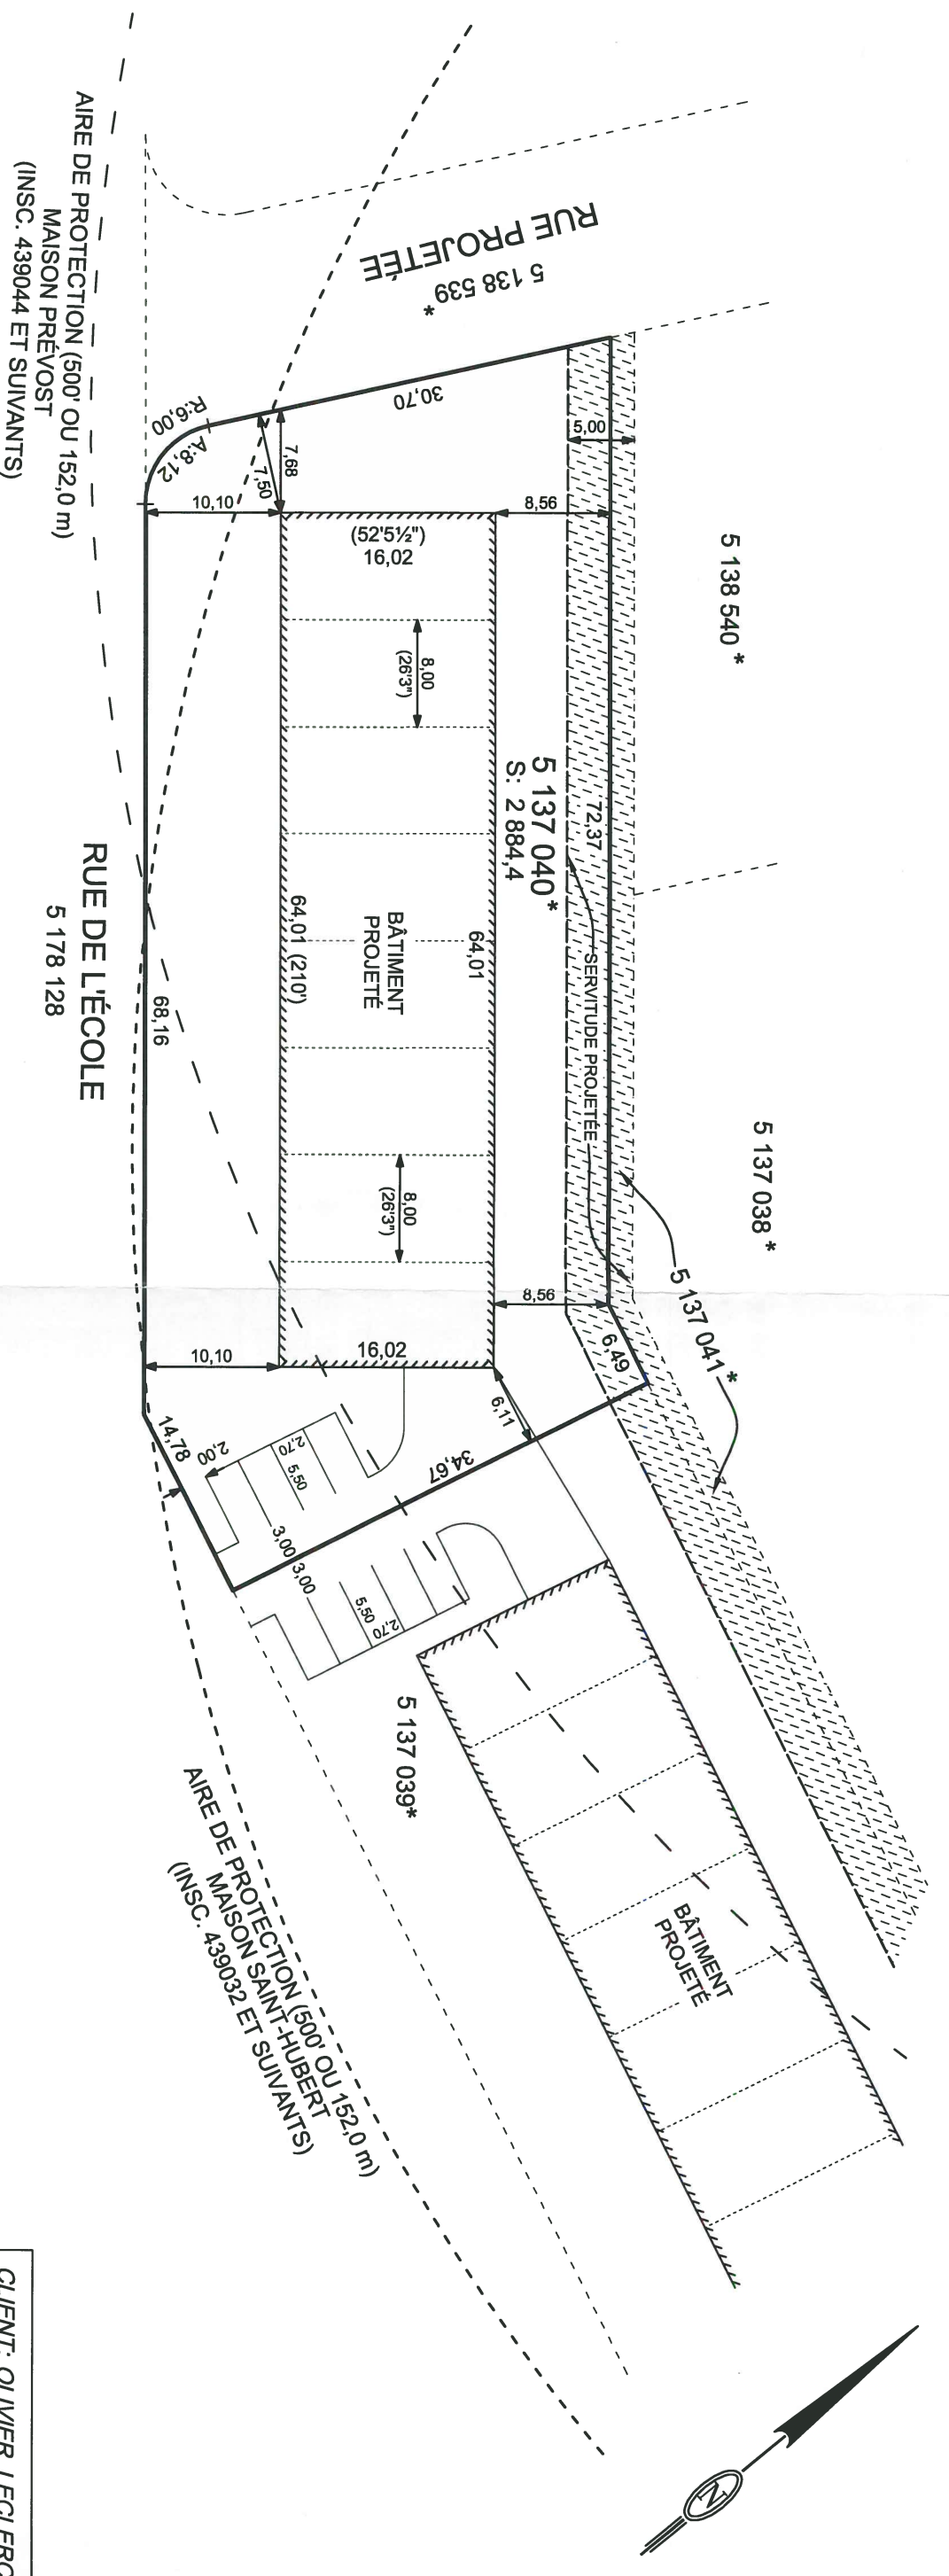 AIRE DE PROTECTION (500' OU 152,0 m)
MAISON PRÉVOST
(INSC. 439044 ET SUIVANTS)
RUE PROJETÉE
5 138 539*
30,70
R:6,00
A:8,12
7,68
7,50
10,10
8,56
5,00
(52'5½")
16,02
8,00
(26'3")
5 138 540*
5 137 040*
S: 2 884,4
72,37
SERVITUDE PROJETÉE
64,01
BÂTIMENT
PROJETÉ
64,01 (210')
RUE DE L'ÉCOLE
5 178 128
68,16
8,00
(26'3")
5 137 038*
5 137 041*
8,56
6,49
16,02
10,10
6,11
34,67
14,78
2,00
2,70
5,50
3,00
3,00
5,50
2,70
5 137 039*
BÂTIMENT
PROJETÉ
AIRE DE PROTECTION (500' OU 152,0 m)
MAISON SAINT-HUBERT
(INSC. 439032 ET SUIVANTS)
N
CLIENT: OLIVIER LECLERC